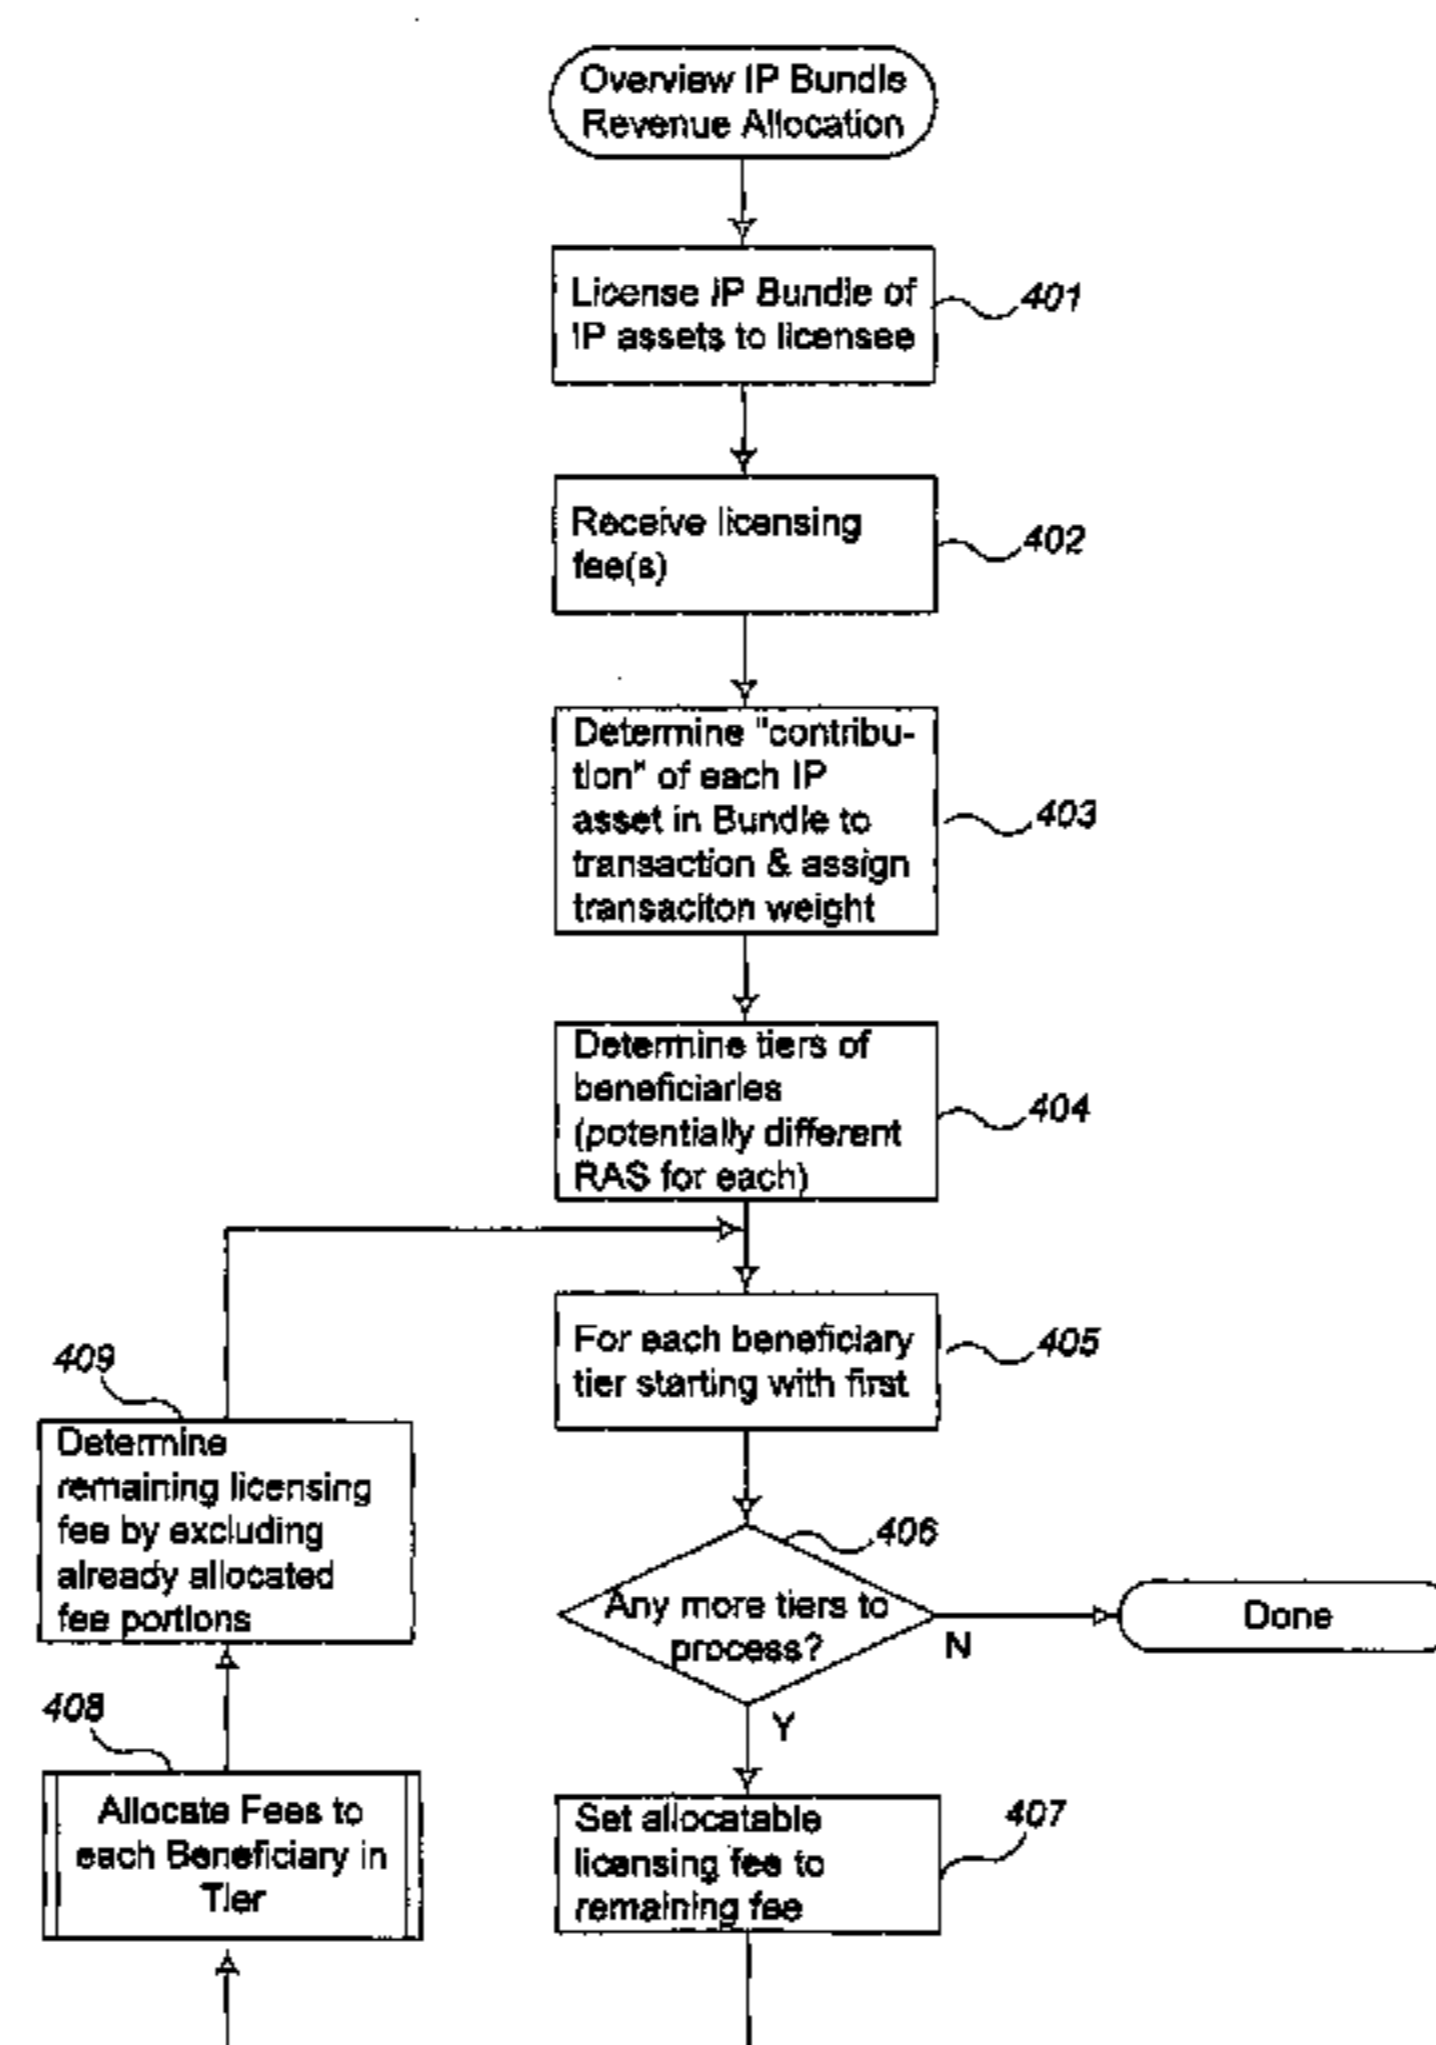 Overview IP Bundle
Revenue Allocation
License IP Bundle of
IP assets to licensee
401
Receive licensing
fee(s)
402
Determine "contribu-
tion" of each IP
asset in Bundle to
transaction & assign
transaciton weight
403
Determine tiers of
beneficiaries
(potentially different
RAS for each)
404
For each beneficiary
tier starting with first
405
406
Any more tiers to
process?
N
Done
Y
Set allocatable
licensing fee to
remaining fee
407
408
Allocate Fees to
each Beneficiary in
Tier
409
Determine
remaining licensing
fee by excluding
already allocated
fee portions